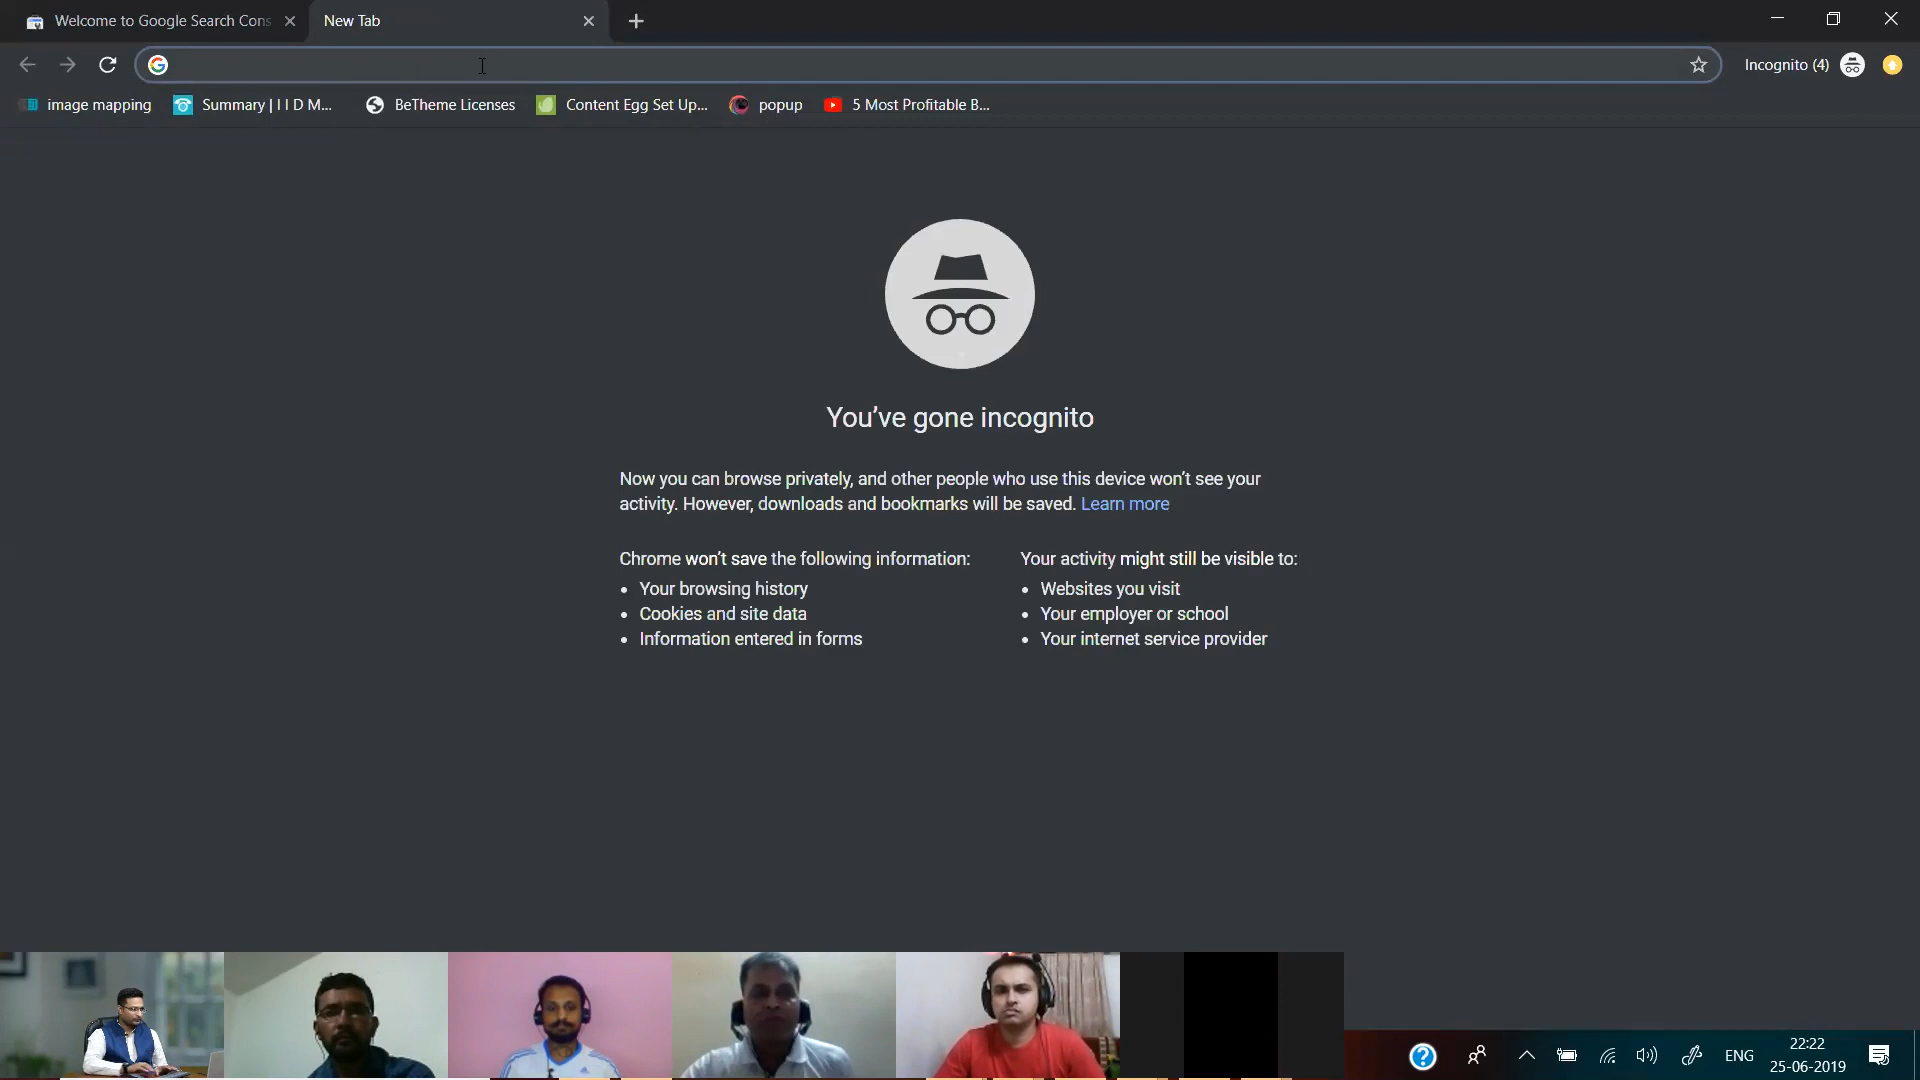 Welcome to Google Search Cons
New Tab
Incognito (4)
image mapping
Summary | I I D M...
BeTheme Licenses
Content Egg Set Up...
popup
5 Most Profitable B...
You've gone incognito
Now you can browse privately, and other people who use this device won't see your
activity. However, downloads and bookmarks will be saved. Learn more
Chrome won't save the following information:
• Your browsing history
• Cookies and site data
• Information entered in forms
Your activity might still be visible to:
• Websites you visit
• Your employer or school
• Your internet service provider
ENG
22:22
25-06-2019